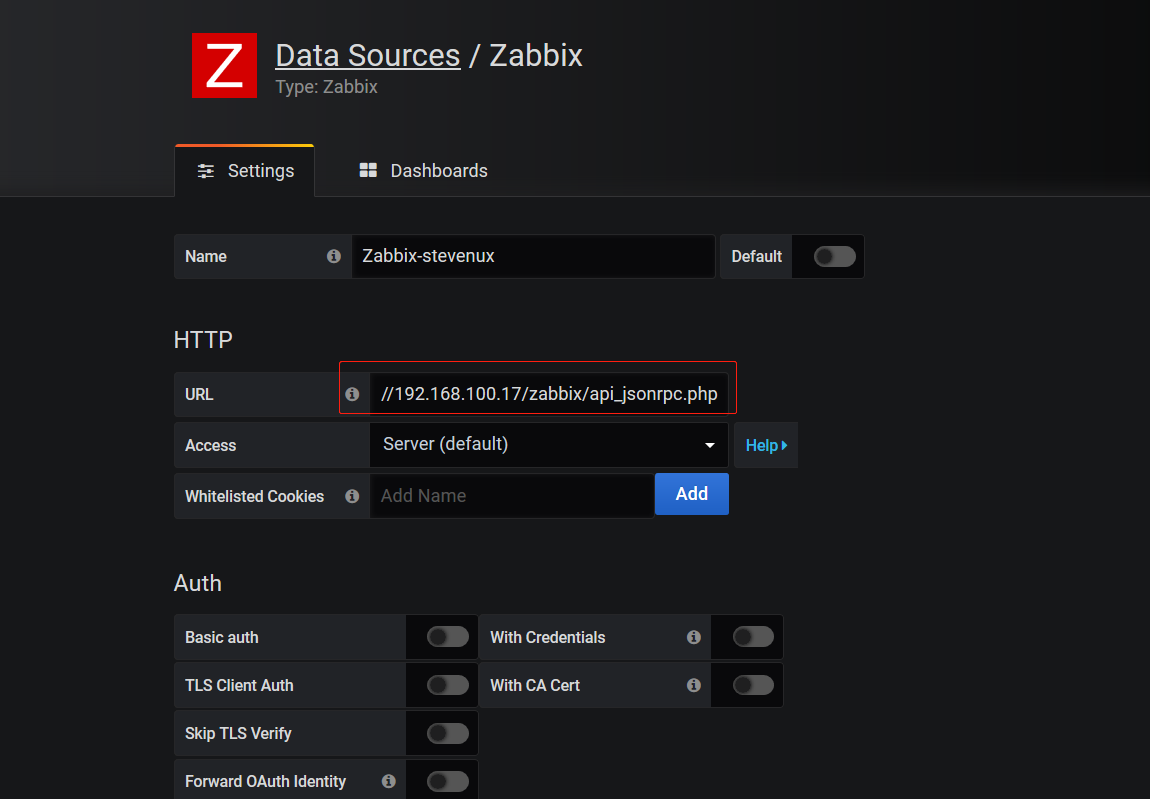 Z
Data Sources / Zabbix
Type: Zabbix
Settings
Dashboards
Name
Zabbix-stevenux
Default
HTTP
URL
//192.168.100.17/zabbix/api_jsonrpc.php
Access
Server (default)
Help
Whitelisted Cookies
Add Name
Add
Auth
Basic auth
With Credentials
TLS Client Auth
With CA Cert
Skip TLS Verify
Forward OAuth Identity